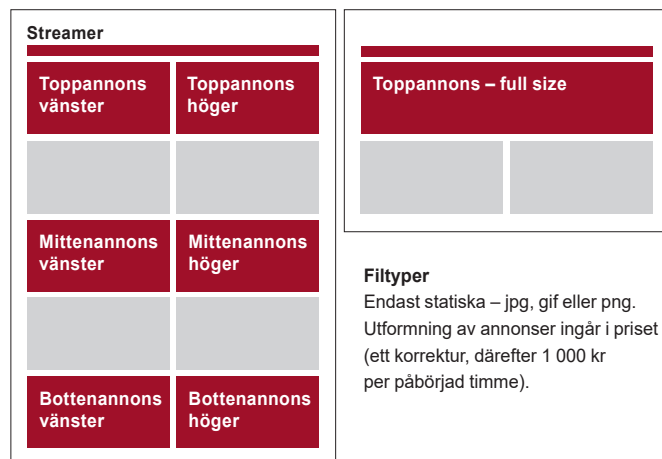 Streamer
Toppannons
vänster
Toppannons
höger
Mittenannons
vänster
Mittenannons
höger
Bottenannons
vänster
Bottenannons
höger
Toppannons – full size
Filtyper
Endast statiska – jpg, gif eller png.
Utformning av annonser ingår i priset
(ett korrektur, därefter 1 000 kr
per påbörjad timme).